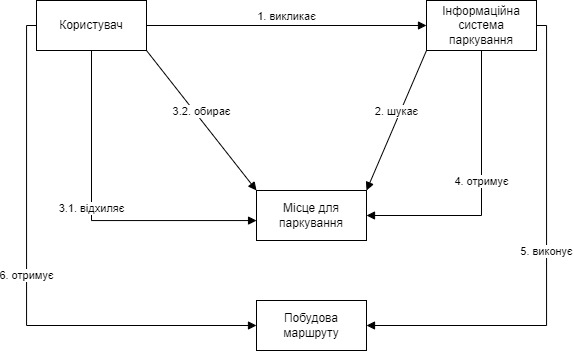 Користувач
1. викликає
Інформаційна
система
паркування
3.2. обирає
2. шукає
4. отримує
3.1. відхиляє
Місце для
паркування
5. виконує
6. отримує
Побудова
маршруту